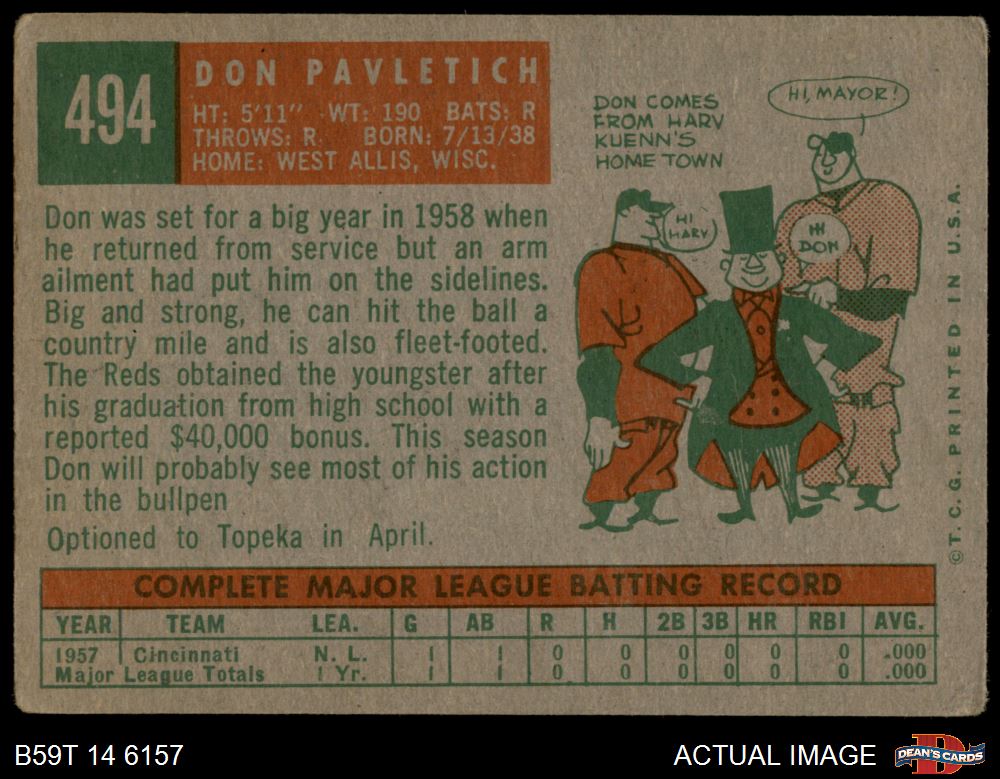 494
DON PAVLETICH
HT: 5'11" WT: 190 BATS: R
THROWS: R. BORN: 7/13/38
HOME: WEST ALLIS, WISC.
Don was set for a big year in 1958 when
he returned from service but an arm
ailment had put him on the sidelines.
Big and strong, he can hit the ball a
country mile and is also fleet-footed.
The Reds obtained the youngster after
his graduation from high school with a
reported $40,000 bonus. This season
Don will probably see most of his action
in the bullpen
Optioned to Topeka in April.
DON COMES
FROM HARV
KUENN'S
HOME TOWN
HI, MAYOR!
HI
HARV
HI
DON
©T.C.G. PRINTED IN U.S.A.
COMPLETE MAJOR LEAGUE BATTING RECORD
YEAR TEAM LEA. G AB R H 2B 3B HR RBI AVG.
1957 Cincinnati N. L. 1 1 0 0 0 0 0 0 .000
Major League Totals 1 Yr. 1 1 0 0 0 0 0 0 .000
B59T 14 6157
ACTUAL IMAGE
DEAN'S CARDS